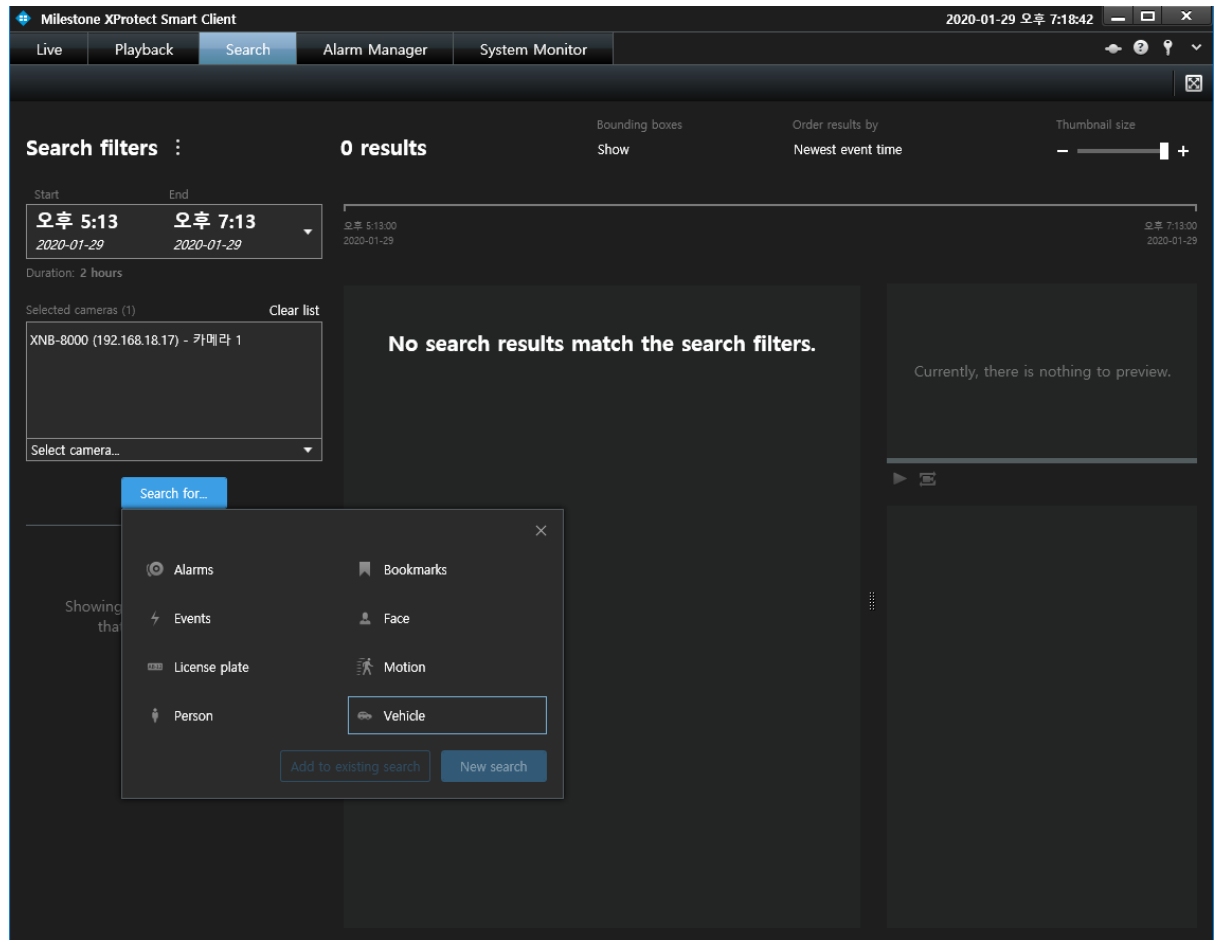 Milestone XProtect Smart Client
2020-01-29 오후 7:18:42
Live
Playback
Search
Alarm Manager
System Monitor
Search filters
0 results
Bounding boxes
Show
Order results by
Newest event time
Thumbnail size
Start
End
오후 5:13
오후 7:13
2020-01-29
2020-01-29
Duration: 2 hours
오후 5:13:00
2020-01-29
오후 7:13:00
2020-01-29
Selected cameras (1)
Clear list
XNB-8000 (192.168.18.17) - 카메라 1
Select camera...
Search for...
No search results match the search filters.
Currently, there is nothing to preview.
Showing
Alarms
Bookmarks
Events
Face
License plate
Motion
Person
Vehicle
Add to existing search
New search